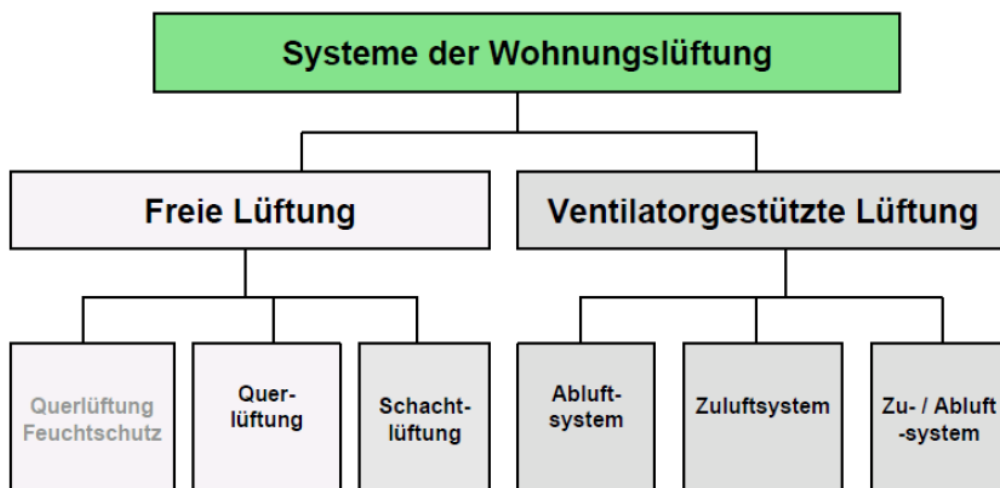 Systeme der Wohnungslüftung
Freie Lüftung
Ventilatorgestützte Lüftung
Querlüftung
Feuchtschutz
Quer-
lüftung
Schacht-
lüftung
Abluft-
system
Zuluftsystem
Zu- / Abluft
-system